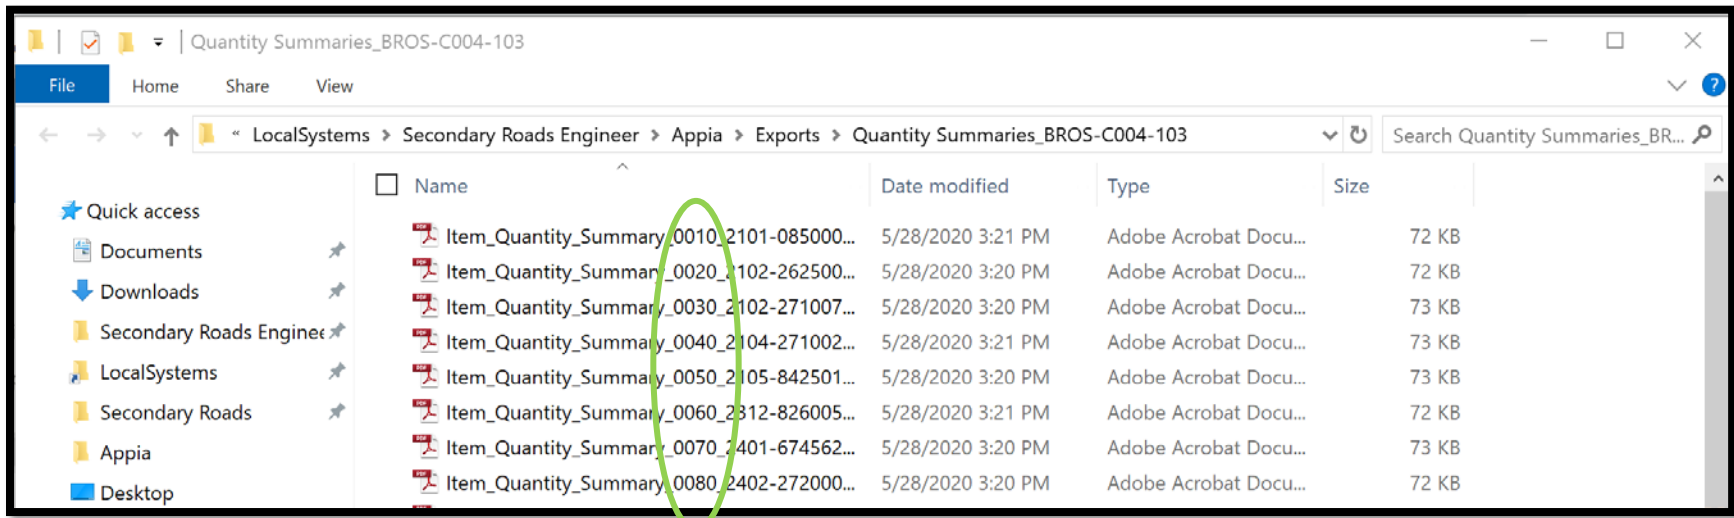 Quantity Summaries_BROS-C004-103
File Home Share View
« LocalSystems > Secondary Roads Engineer > Appia > Exports > Quantity Summaries_BROS-C004-103 Search Quantity Summaries_BR...
Name Date modified Type Size
Quick access
Item_Quantity_Summary_0010_2101-085000... 5/28/2020 3:21 PM Adobe Acrobat Docu... 72 KB
Documents
Item_Quantity_Summary_0020_2102-262500... 5/28/2020 3:20 PM Adobe Acrobat Docu... 72 KB
Downloads
Item_Quantity_Summary_0030_2102-271007... 5/28/2020 3:20 PM Adobe Acrobat Docu... 73 KB
Secondary Roads Enginee
Item_Quantity_Summary_0040_2104-271002... 5/28/2020 3:21 PM Adobe Acrobat Docu... 73 KB
LocalSystems
Item_Quantity_Summary_0050_2105-842501... 5/28/2020 3:20 PM Adobe Acrobat Docu... 73 KB
Secondary Roads
Item_Quantity_Summary_0060_2312-826005... 5/28/2020 3:21 PM Adobe Acrobat Docu... 72 KB
Appia
Item_Quantity_Summary_0070_2401-674562... 5/28/2020 3:20 PM Adobe Acrobat Docu... 73 KB
Desktop
Item_Quantity_Summary_0080_2402-272000... 5/28/2020 3:20 PM Adobe Acrobat Docu... 72 KB